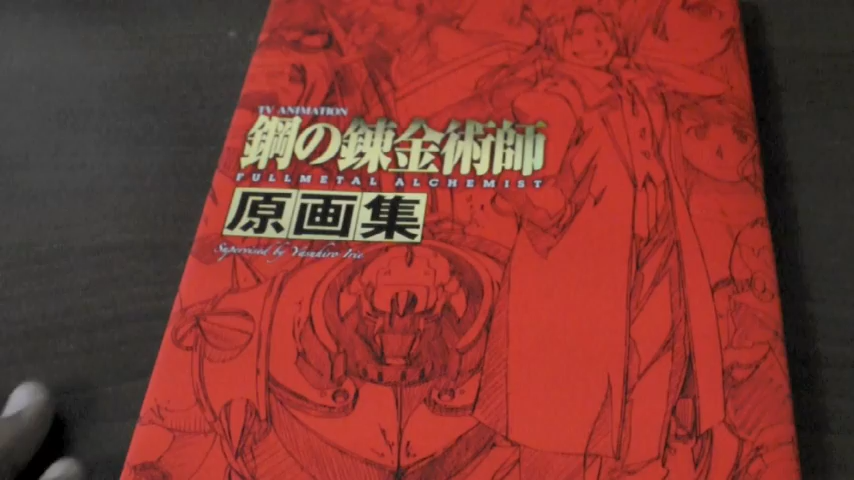 TV ANIMATION
鋼の錬金術師
FULLMETAL ALCHEMIST
原画集
Supervised by Yasuhiro Irie